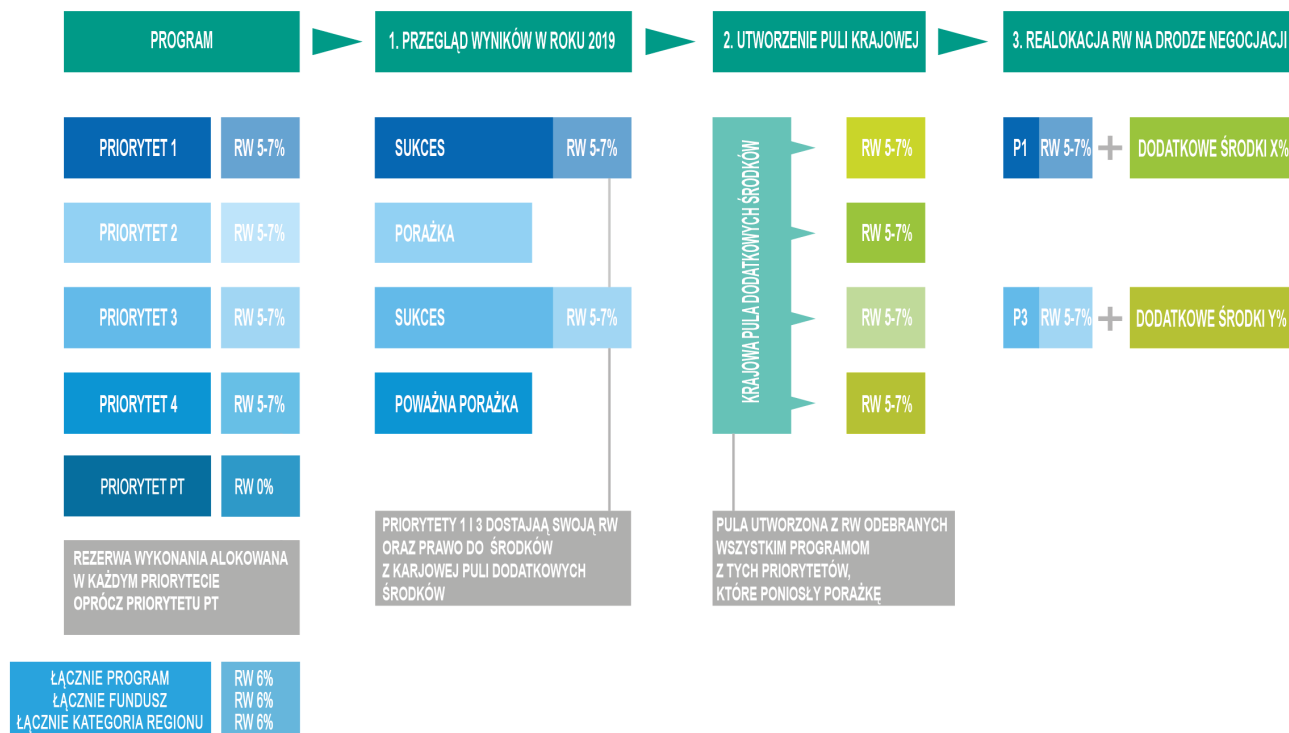 PROGRAM
1. PRZEGLĄD WYNIKÓW W ROKU 2019
2. UTWORZENIE PULI KRAJOWEJ
3. REALOKACJA RW NA DRODZE NEGOCJACJI
PRIORYTET 1
RW 5-7%
PRIORYTET 2
RW 5-7%
PRIORYTET 3
RW 5-7%
PRIORYTET 4
RW 5-7%
PRIORYTET PT
RW 0%
REZERWA WYKONANIA ALOKOWANA
W KAŻDYM PRIORYTECIE
OPRÓCZ PRIORYTETU PT
ŁĄCZNIE PROGRAM
ŁĄCZNIE FUNDUSZ
ŁĄCZNIE KATEGORIA REGIONU
RW 6%
RW 6%
RW 6%
SUKCES
RW 5-7%
PORAŻKA
SUKCES
RW 5-7%
POWAŻNA PORAŻKA
PRIORYTETY 1 I 3 DOSTAJAĄ SWOJĄ RW
ORAZ PRAWO DO ŚRODKÓW
Z KARJOWEJ PULI DODATKOWYCH
ŚRODKÓW
KRAJOWA PULA DODATKOWYCH ŚRODKÓW
RW 5-7%
RW 5-7%
RW 5-7%
RW 5-7%
PULA UTWORZONA Z RW ODEBRANYCH
WSZYSTKIM PROGRAMOM
Z TYCH PRIORYTETÓW,
KTÓRE PONIOSŁY PORAŻKĘ
P1
RW 5-7%
+
DODATKOWE ŚRODKI X%
P3
RW 5-7%
+
DODATKOWE ŚRODKI Y%